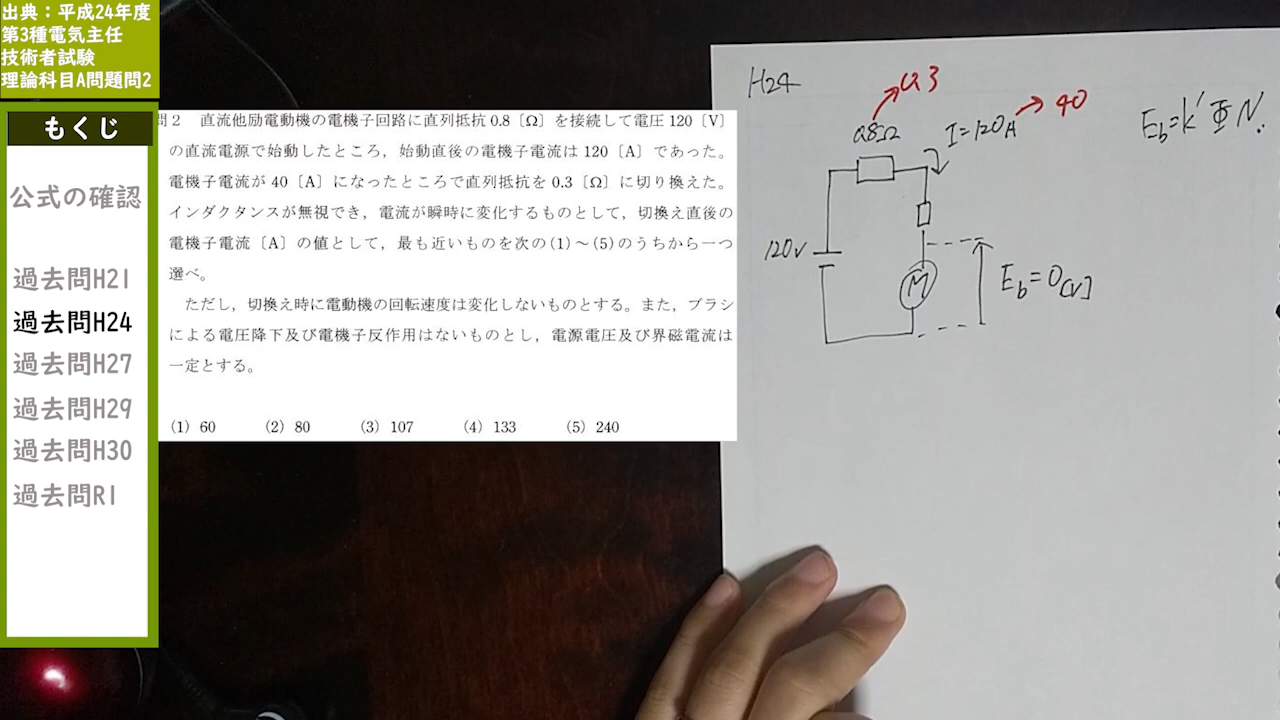 出典:平成24年度
第3種電気主任
技術者試験
理論科目A問題問2
もくじ
公式の確認
過去問H21
過去問H24
過去問H27
過去問H29
過去問H30
過去問R1
問2 直流他励電動機の電機子回路に直列抵抗0.8〔Ω〕を接続して電圧120〔V〕
の直流電源で始動したところ,始動直後の電機子電流は120〔A〕であった。
電機子電流が40〔A〕になったところで直列抵抗を0.3〔Ω〕に切り換えた。
インダクタンスが無視でき,電流が瞬時に変化するものとして,切換え直後の
電機子電流〔A〕の値として,最も近いものを次の(1)~(5)のうちから一つ
選べ。
ただし,切換え時に電動機の回転速度は変化しないものとする。また,ブラシ
による電圧降下及び電機子反作用はないものとし,電源電圧及び界磁電流は
一定とする。
(1) 60 (2) 80 (3) 107 (4) 133 (5) 240
H24
0.3
0.8Ω
I=120A → 40
Eb=k'ΦN
120V
M
Eb=0[V]